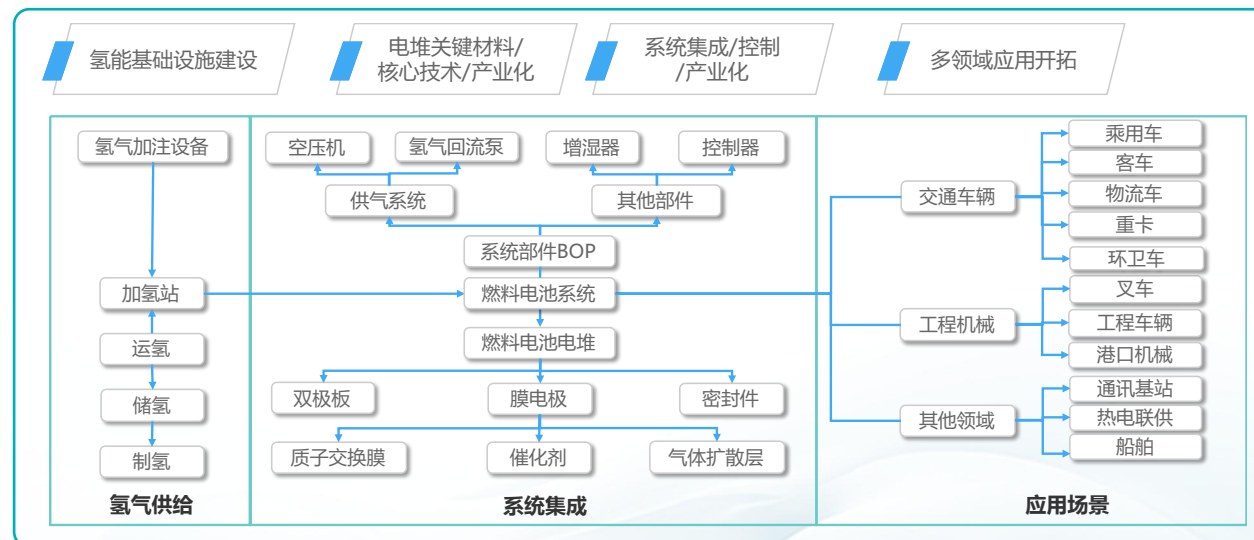 氢能基础设施建设
电堆关键材料/
核心技术/产业化
系统集成/控制
/产业化
多领域应用开拓
氢气加注设备
加氢站
运氢
储氢
制氢
氢气供给
空压机
氢气回流泵
增湿器
控制器
供气系统
其他部件
系统部件BOP
燃料电池系统
燃料电池电堆
双极板
膜电极
密封件
质子交换膜
催化剂
气体扩散层
系统集成
交通车辆
乘用车
客车
物流车
重卡
环卫车
工程机械
叉车
工程车辆
港口机械
其他领域
通讯基站
热电联供
船舶
应用场景